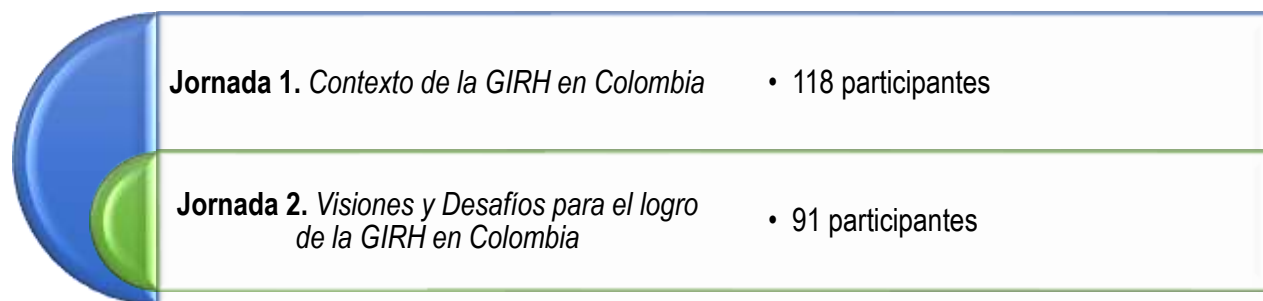 Jornada 1. Contexto de la GIRH en Colombia
• 118 participantes
Jornada 2. Visiones y Desafíos para el logro
de la GIRH en Colombia
• 91 participantes